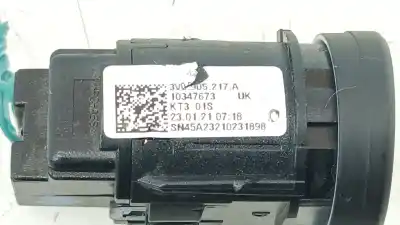 3V0.905.217.A
10347673 UK
KT3 01S
23.01.21 07:18
SN45A23210231898